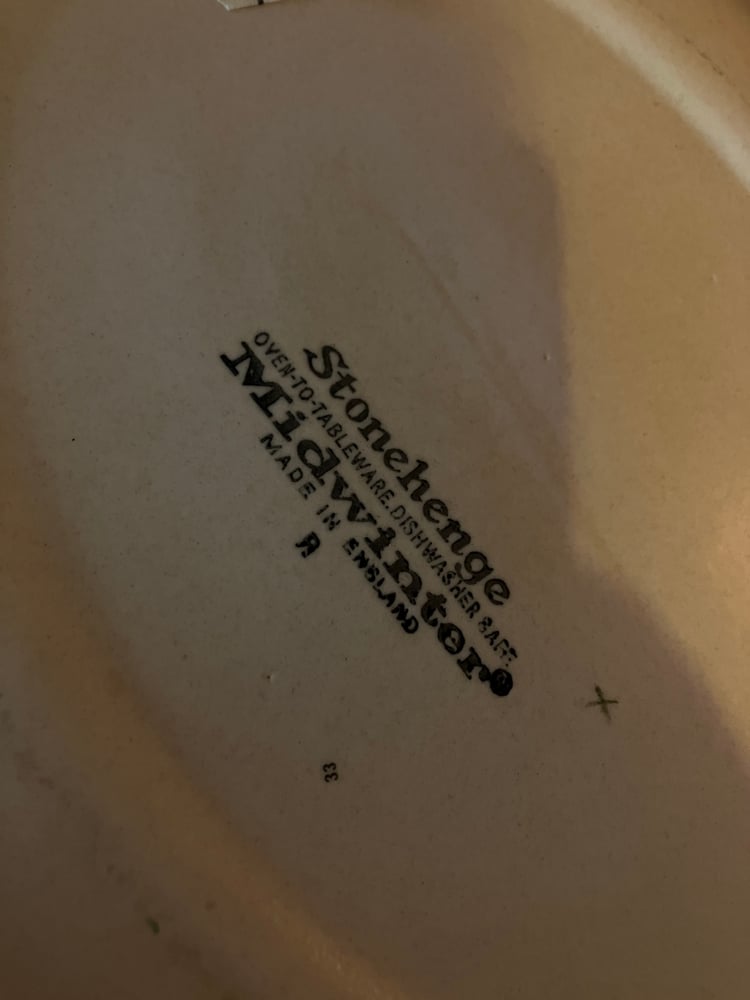 Stonehenge
OVEN-TO-TABLEWARE.DISHWASHER SAFE
Midwinter®
MADE IN ENGLAND
R
33